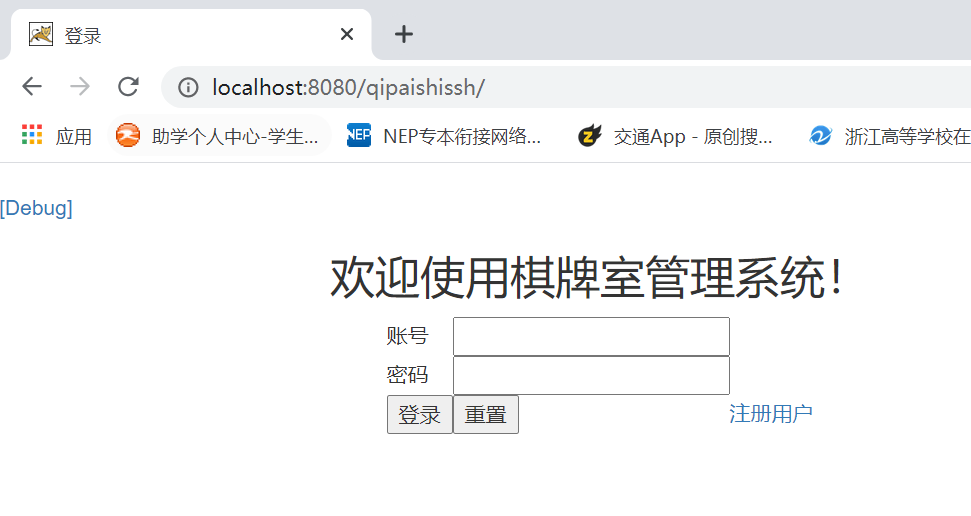 登录
localhost:8080/qipaishissh/
应用 助学个人中心-学生... NEP NEP专本衔接网络... 交通App - 原创搜... 浙江高等学校在
[Debug]
欢迎使用棋牌室管理系统！
账号
密码
登录 重置 注册用户